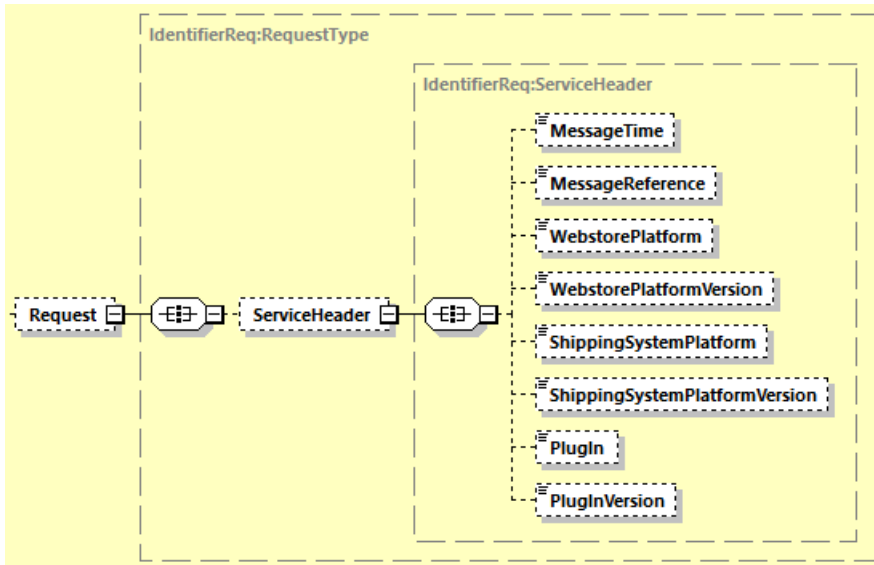 IdentifierReq:RequestType
IdentifierReq:ServiceHeader
MessageTime
MessageReference
WebstorePlatform
WebstorePlatformVersion
Request
ServiceHeader
ShippingSystemPlatform
ShippingSystemPlatformVersion
PlugIn
PlugInVersion